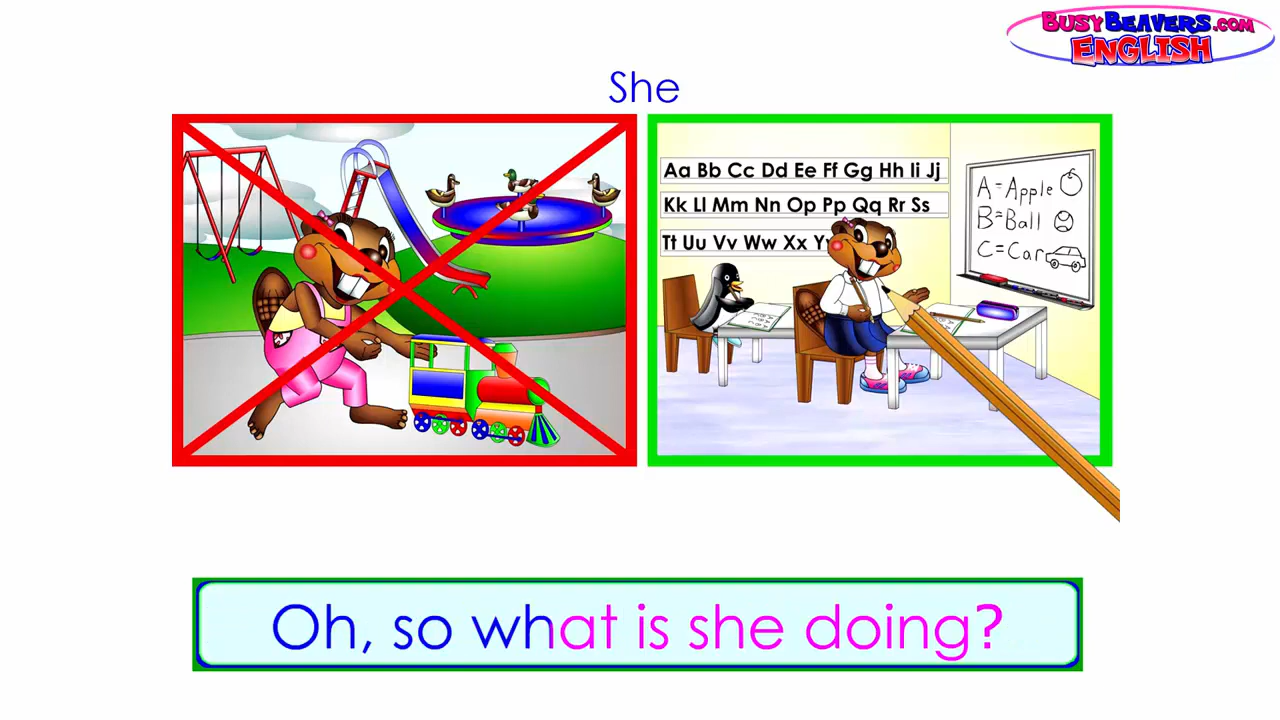 BUSYBEAVERS.COM
ENGLISH
She
Aa Bb Cc Dd Ee Ff Gg Hh Ii Jj
Kk Ll Mm Nn Op Pp Qq Rr Ss
Tt Uu Vv Ww Xx
A=Apple
B=Ball
C=Car
Oh, so what is she doing?